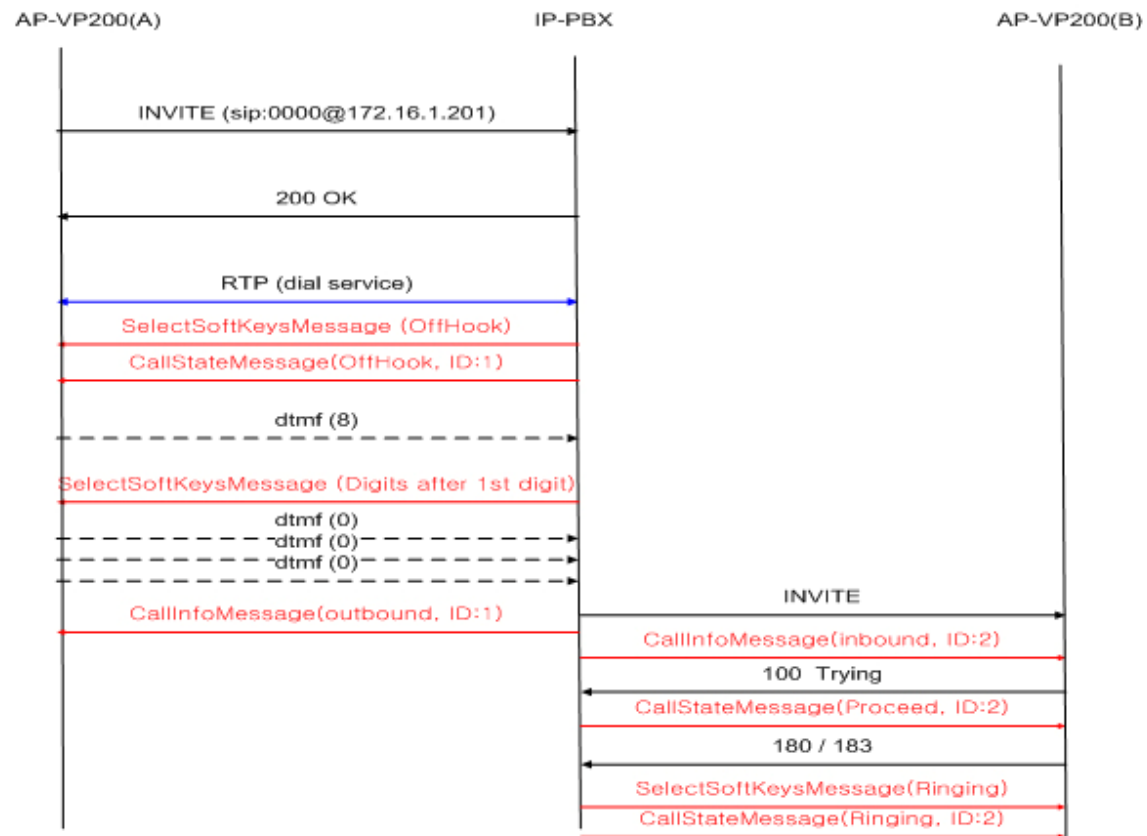 AP-VP200(A) IP-PBX AP-VP200(B)
INVITE (sip:0000@172.16.1.201)
200 OK
RTP (dial service)
SelectSoftKeysMessage (OffHook)
CallStateMessage(OffHook, ID:1)
dtmf (8)
SelectSoftKeysMessage (Digits after 1st digit)
dtmf (0)
dtmf (0)
dtmf (0)
INVITE
CallInfoMessage(outbound, ID:1)
CallInfoMessage(inbound, ID:2)
100 Trying
CallStateMessage(Proceed, ID:2)
180 / 183
SelectSoftKeysMessage(Ringing)
CallStateMessage(Ringing, ID:2)